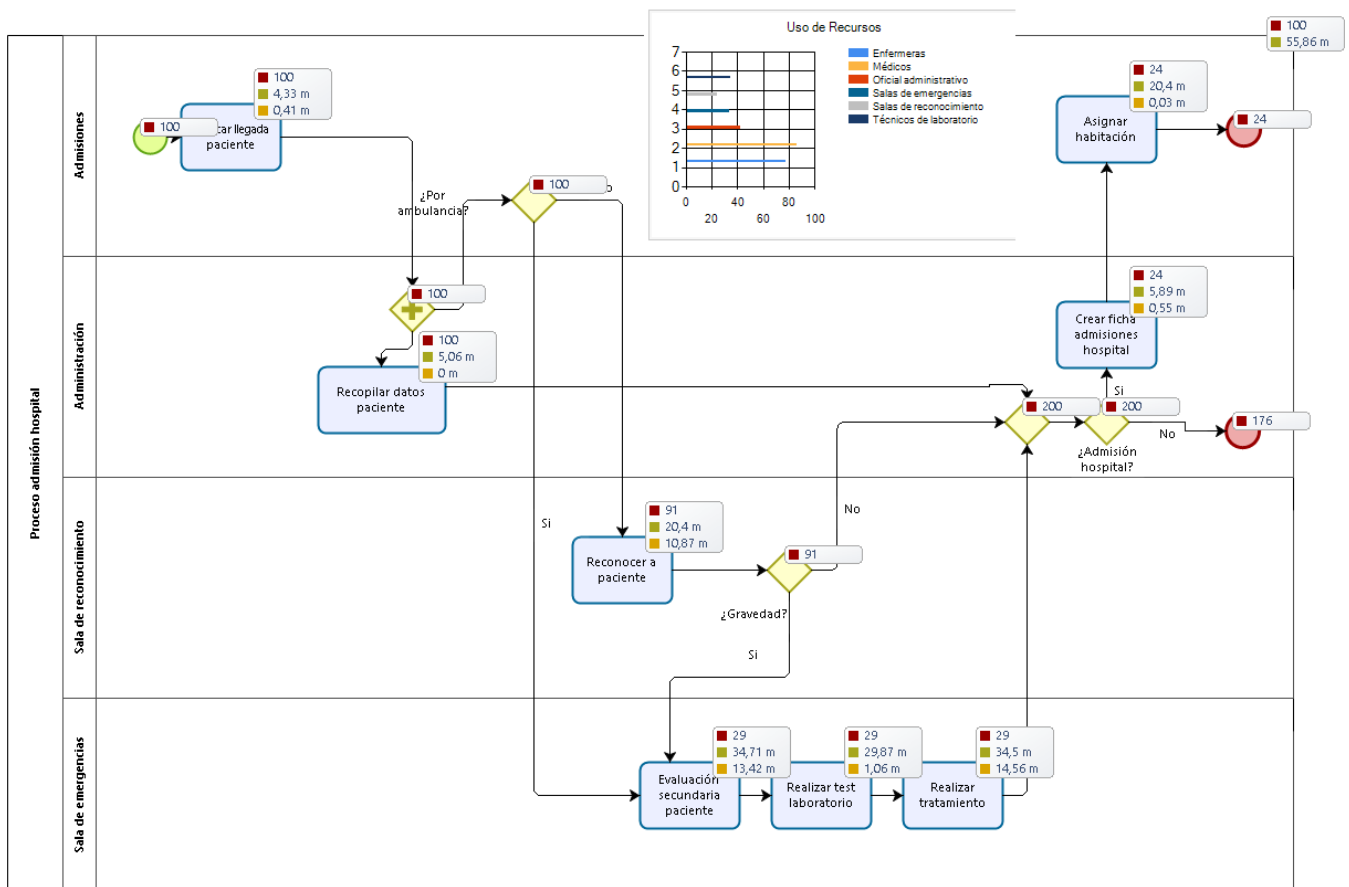 Uso de Recursos
7
6
5
4
3
2
1
0
0
40
80
20
60
100
Enfermeras
Médicos
Oficial administrativo
Salas de emergencias
Salas de reconocimiento
Técnicos de laboratorio
100
55,86 m
Proceso admisión hospital
Admisiones
100
100
4,33 m
0,41 m
llegada
paciente
¿Por
ambulancia?
100
24
20,4 m
0,03 m
Asignar
habitación
24
Administración
100
100
5,06 m
0 m
Recopilar datos
paciente
24
5,89 m
0,55 m
Crear ficha
admisiones
hospital
Si
200
200
¿Admisión
hospital?
No
176
Sala de reconocimiento
Si
91
20,4 m
10,87 m
Reconocer a
paciente
91
No
¿Gravedad?
Si
Sala de emergencias
29
34,71 m
13,42 m
Evaluación
secundaria
paciente
29
29,87 m
1,06 m
Realizar test
laboratorio
29
34,5 m
14,56 m
Realizar
tratamiento